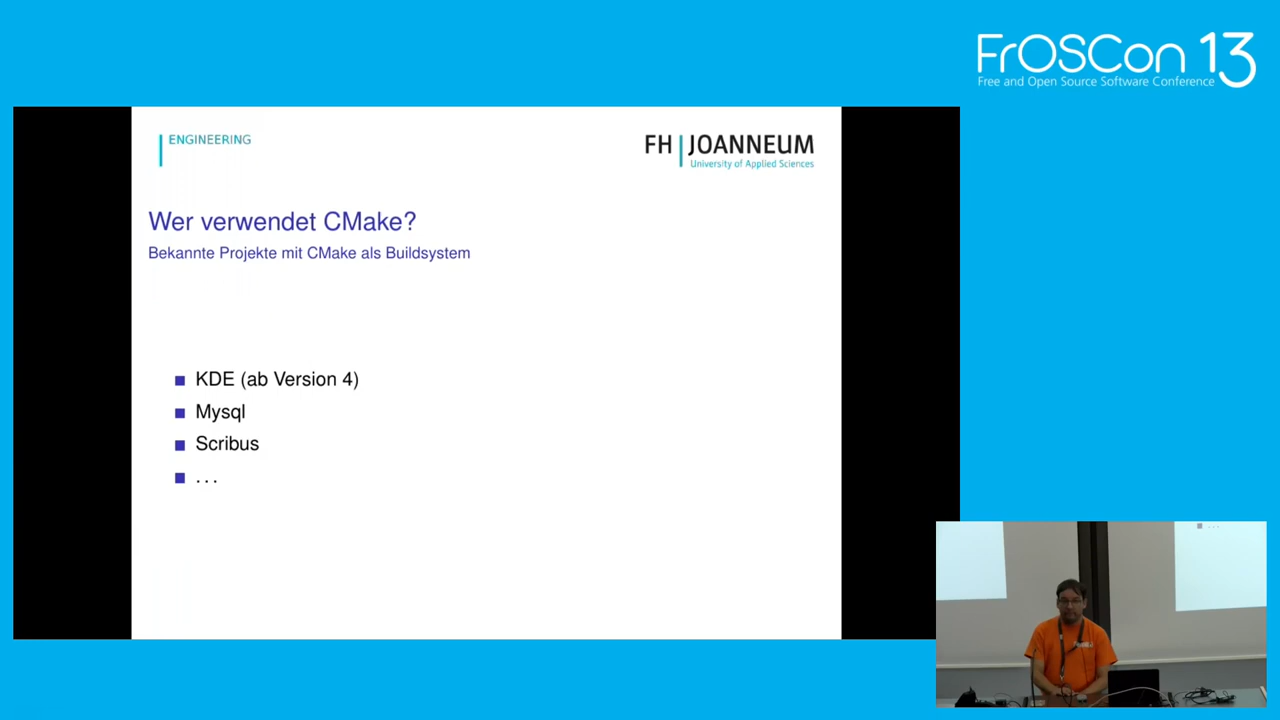 FrOSCon 13
Free and Open Source Software Conference
ENGINEERING
FH JOANNEUM
University of Applied Sciences
Wer verwendet CMake?
Bekannte Projekte mit CMake als Buildsystem
KDE (ab Version 4)
Mysql
Scribus
. . .